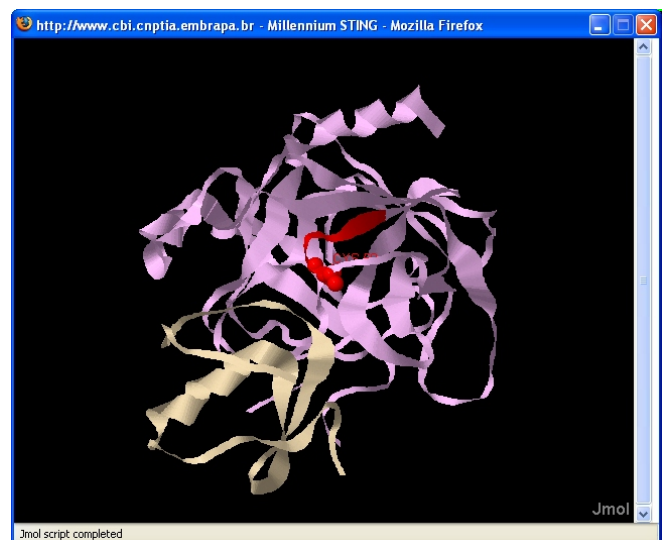 http://www.cbi.cnptia.embrapa.br - Millennium STING - Mozilla Firefox
Jmol
Jmol script completed